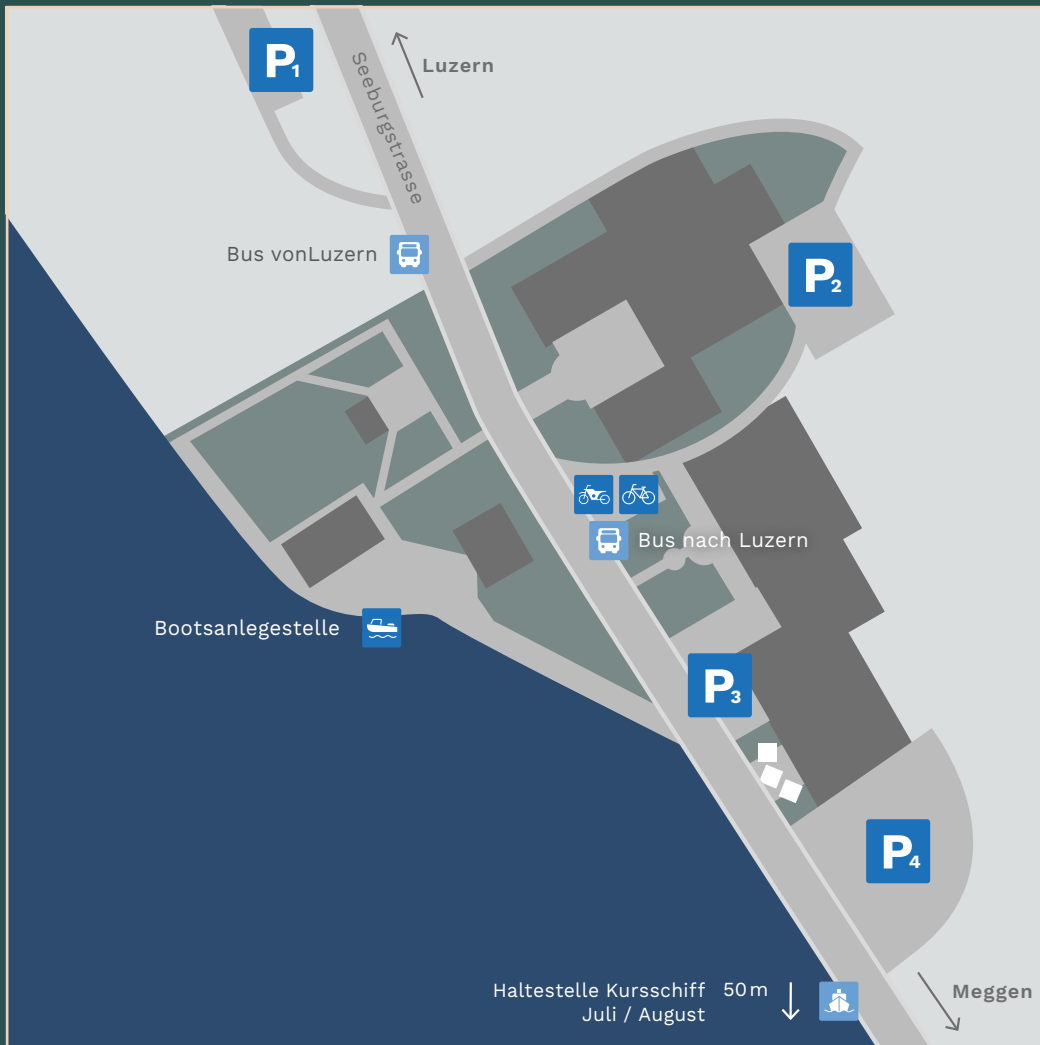 P1
Luzern
Seeburgstrasse
Bus vonLuzern
P2
Bus nach Luzern
Bootsanlegestelle
P3
P4
Haltestelle Kursschiff 50 m
Juli / August
Meggen